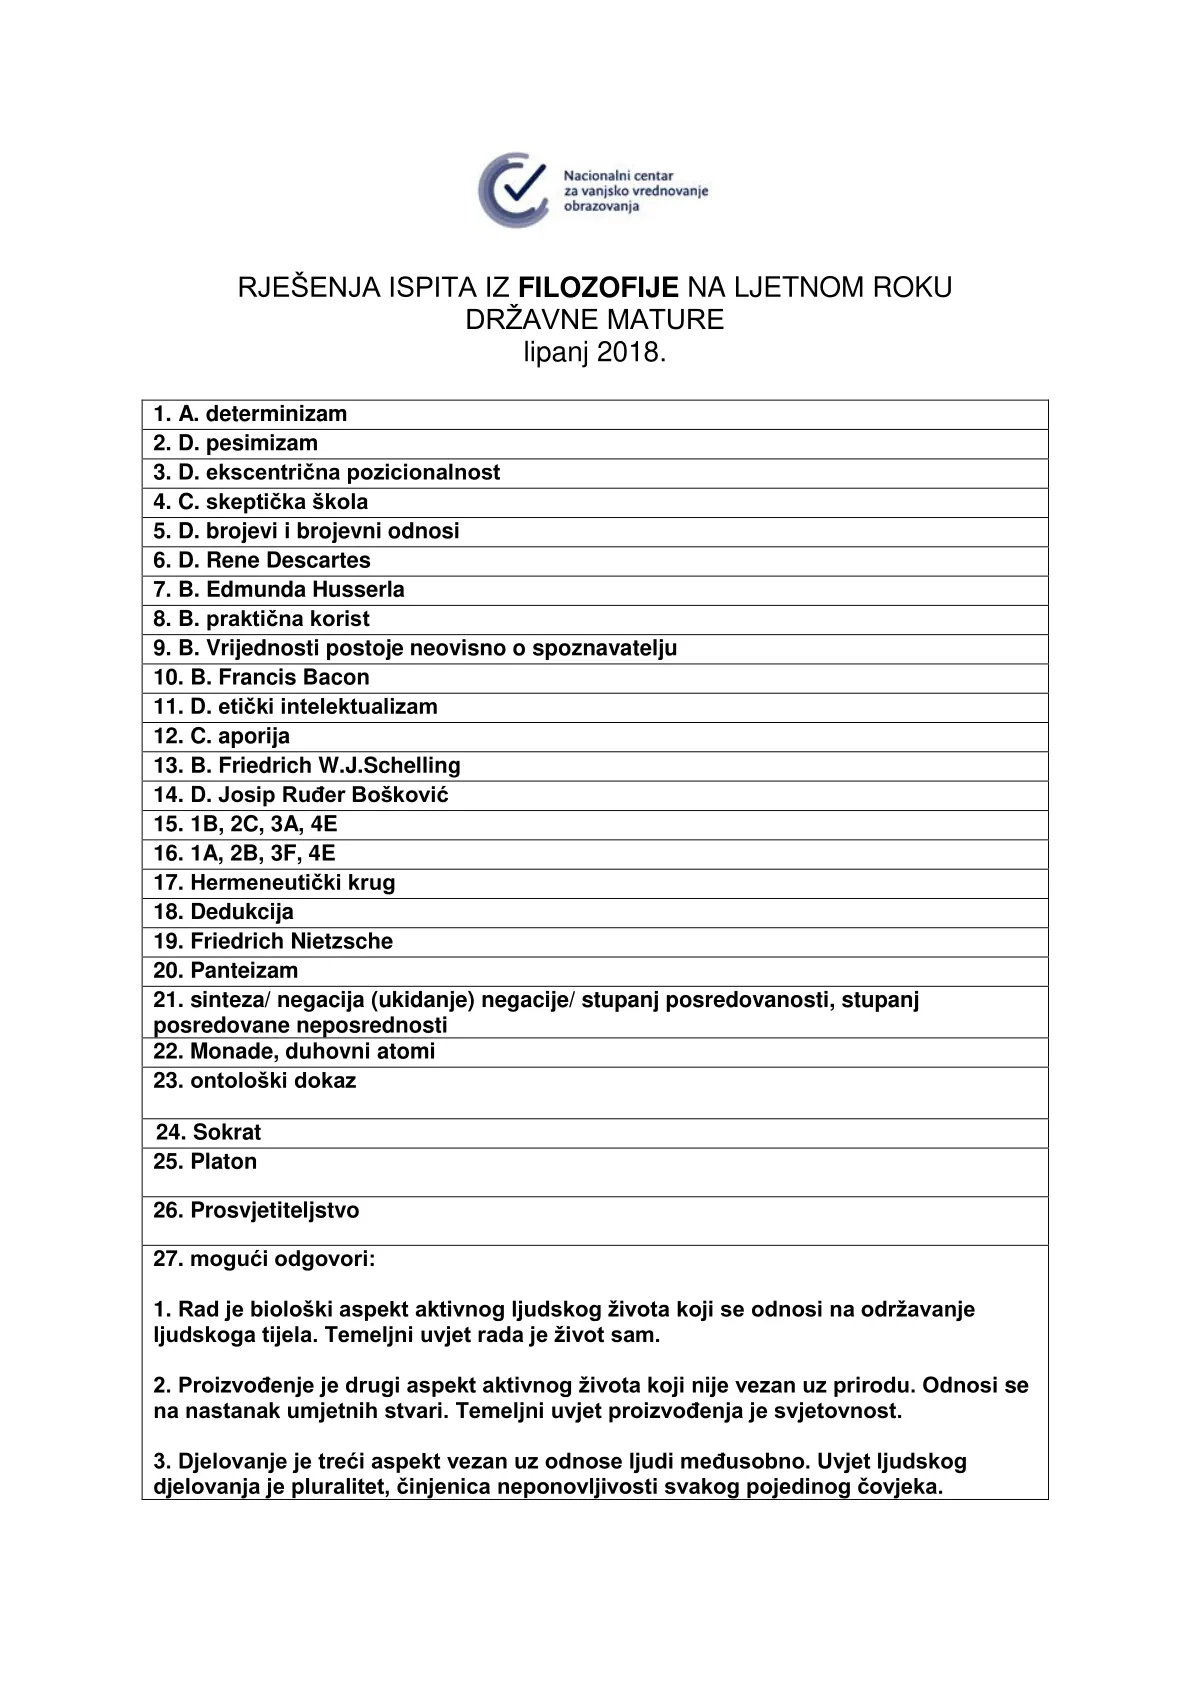 Nacionalni centar
za vanjsko vrednovanje
obrazovanja
RJEŠENJA ISPITA IZ FILOZOFIJE NA LJETNOM ROKU
DRŽAVNE MATURE
lipanj 2018.
1. A. determinizam
2. D. pesimizam
3. D. ekscentrična pozicionalnost
4. C. skeptička škola
5. D. brojevi i brojevni odnosi
6. D. Rene Descartes
7. B. Edmunda Husserla
8. B. praktična korist
9. B. Vrijednosti postoje neovisno o spoznavatelju
10. B. Francis Bacon
11. D. etički intelektualizam
12. C. aporija
13. B. Friedrich W.J.Schelling
14. D. Josip Ruđer Bošković
15. 1B, 2C, 3A, 4E
16. 1A, 2B, 3F, 4E
17. Hermeneutički krug
18. Dedukcija
19. Friedrich Nietzsche
20. Panteizam
21. sinteza/ negacija (ukidanje) negacije/ stupanj posredovanosti, stupanj
posredovane neposrednosti
22. Monade, duhovni atomi
23. ontološki dokaz
24. Sokrat
25. Platon
26. Prosvjetiteljstvo
27. mogući odgovori:
1. Rad je biološki aspekt aktivnog ljudskog života koji se odnosi na održavanje
ljudskoga tijela. Temeljni uvjet rada je život sam.
2. Proizvođenje je drugi aspekt aktivnog života koji nije vezan uz prirodu. Odnosi se
na nastanak umjetnih stvari. Temeljni uvjet proizvođenja je svjetovnost.
3. Djelovanje je treći aspekt vezan uz odnose ljudi međusobno. Uvjet ljudskog
djelovanja je pluralitet, činjenica neponovljivosti svakog pojedinog čovjeka.